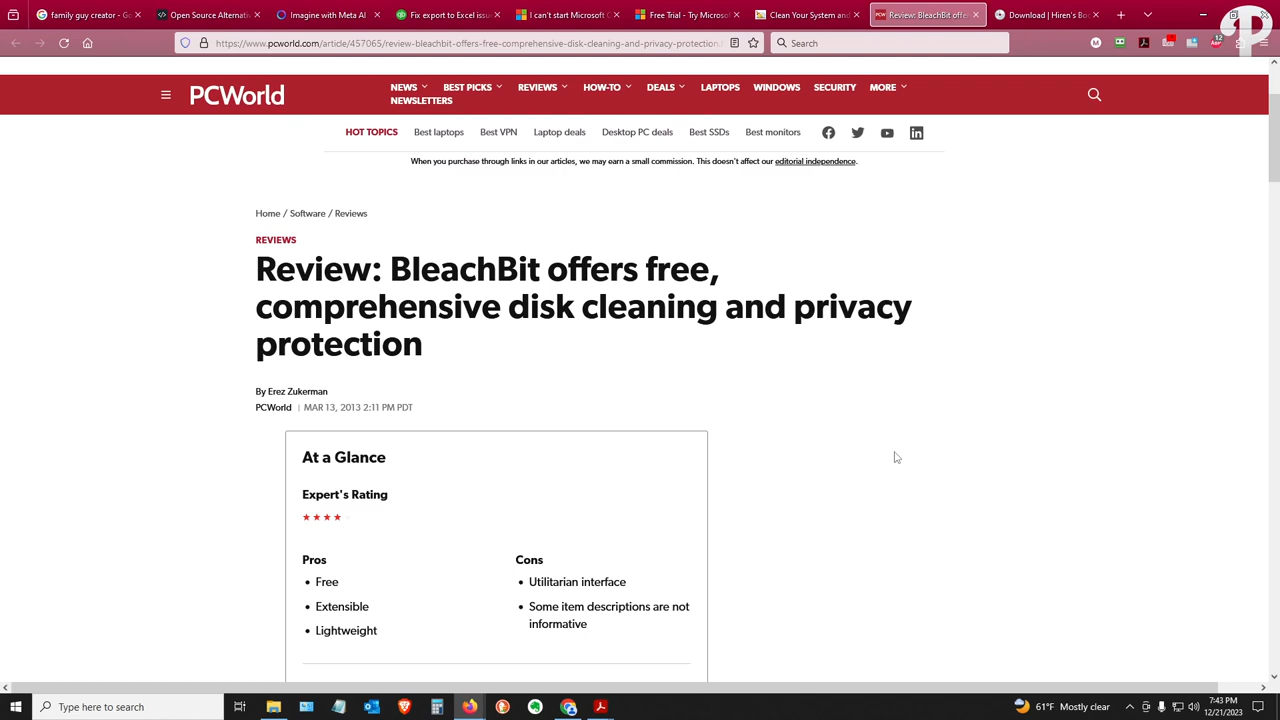 family guy creator - G
Open Source Alternativ
Imagine with Meta AI
Fix export to Excel issu
I can't start Microsoft O
Free Trial - Try Microso
Clean Your System and
Review: BleachBit offe
Download | Hiren's Boo
https://www.pcworld.com/article/457065/review-bleachbit-offers-free-comprehensive-disk-cleaning-and-privacy-protection.
Search
PCWorld
NEWS BEST PICKS REVIEWS HOW-TO DEALS LAPTOPS WINDOWS SECURITY MORE
NEWSLETTERS
HOT TOPICS Best laptops Best VPN Laptop deals Desktop PC deals Best SSDs Best monitors
When you purchase through links in our articles, we may earn a small commission. This doesn't affect our editorial independence.
Home / Software / Reviews
REVIEWS
Review: BleachBit offers free,
comprehensive disk cleaning and privacy
protection
By Erez Zukerman
PCWorld | MAR 13, 2013 2:11 PM PDT
At a Glance
Expert's Rating
Pros
• Free
• Extensible
• Lightweight
Cons
• Utilitarian interface
• Some item descriptions are not
informative
Type here to search
61°F Mostly clear
7:43 PM
12/21/2023